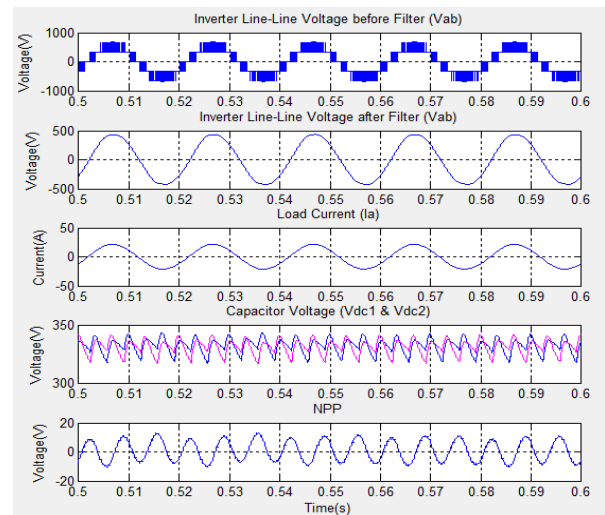 Inverter Line-Line Voltage before Filter (Vab)
Voltage(V)
1000
0
-1000
0.5 0.51 0.52 0.53 0.54 0.55 0.56 0.57 0.58 0.59 0.6
Inverter Line-Line Voltage after Filter (Vab)
Voltage(V)
500
0
-500
0.5 0.51 0.52 0.53 0.54 0.55 0.56 0.57 0.58 0.59 0.6
Load Current (Ia)
Current(A)
50
0
-50
0.5 0.51 0.52 0.53 0.54 0.55 0.56 0.57 0.58 0.59 0.6
Capacitor Voltage (Vdc1 & Vdc2)
Voltage(V)
350
300
0.5 0.51 0.52 0.53 0.54 0.55 0.56 0.57 0.58 0.59 0.6
NPP
Voltage(V)
20
0
-20
0.5 0.51 0.52 0.53 0.54 0.55 0.56 0.57 0.58 0.59 0.6
Time(s)